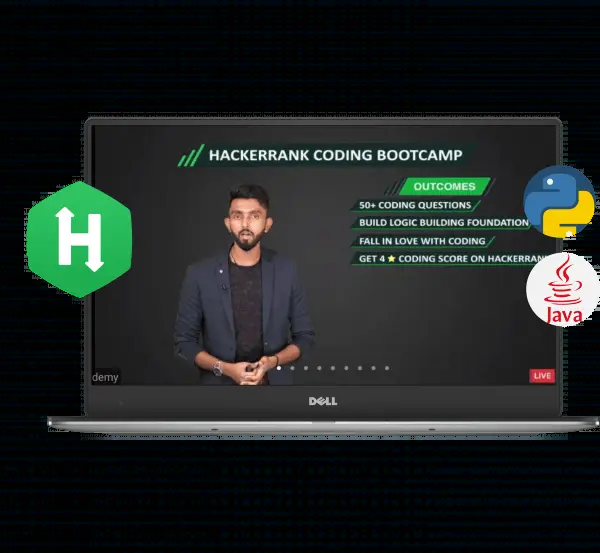 HACKERRANK CODING BOOTCAMP
OUTCOMES
50+ CODING QUESTIONS
BUILD LOGIC BUILDING FOUNDATION
FALL IN LOVE WITH CODING
GET 4 ⭐ CODING SCORE ON HACKERRANK
H
Java
demy
LIVE
DELL